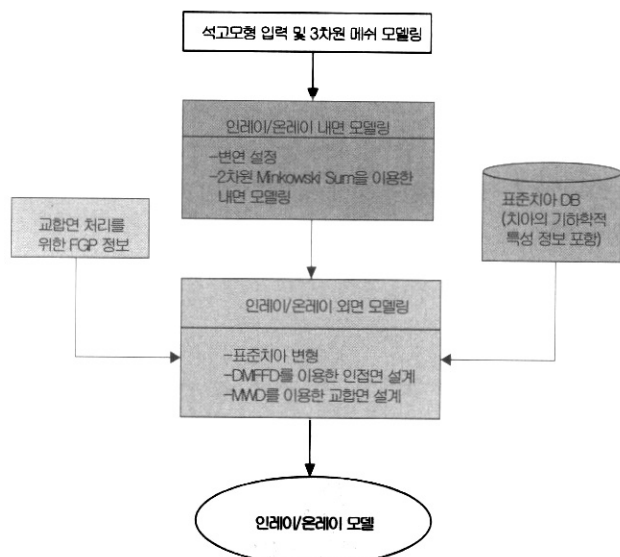 석고모형 입력 및 3차원 메쉬 모델링
인레이/온레이 내면 모델링
-변연 설정
-2차원 Minkowski Sum을 이용한
내면 모델링
교합면 처리를
위한 FGP 정보
표준치아 DB
(치아의 기하학적
특성 정보 포함)
인레이/온레이 외면 모델링
-표준치아 변형
-DMFFD를 이용한 인접면 설계
-MWD를 이용한 교합면 설계
인레이/온레이 모델